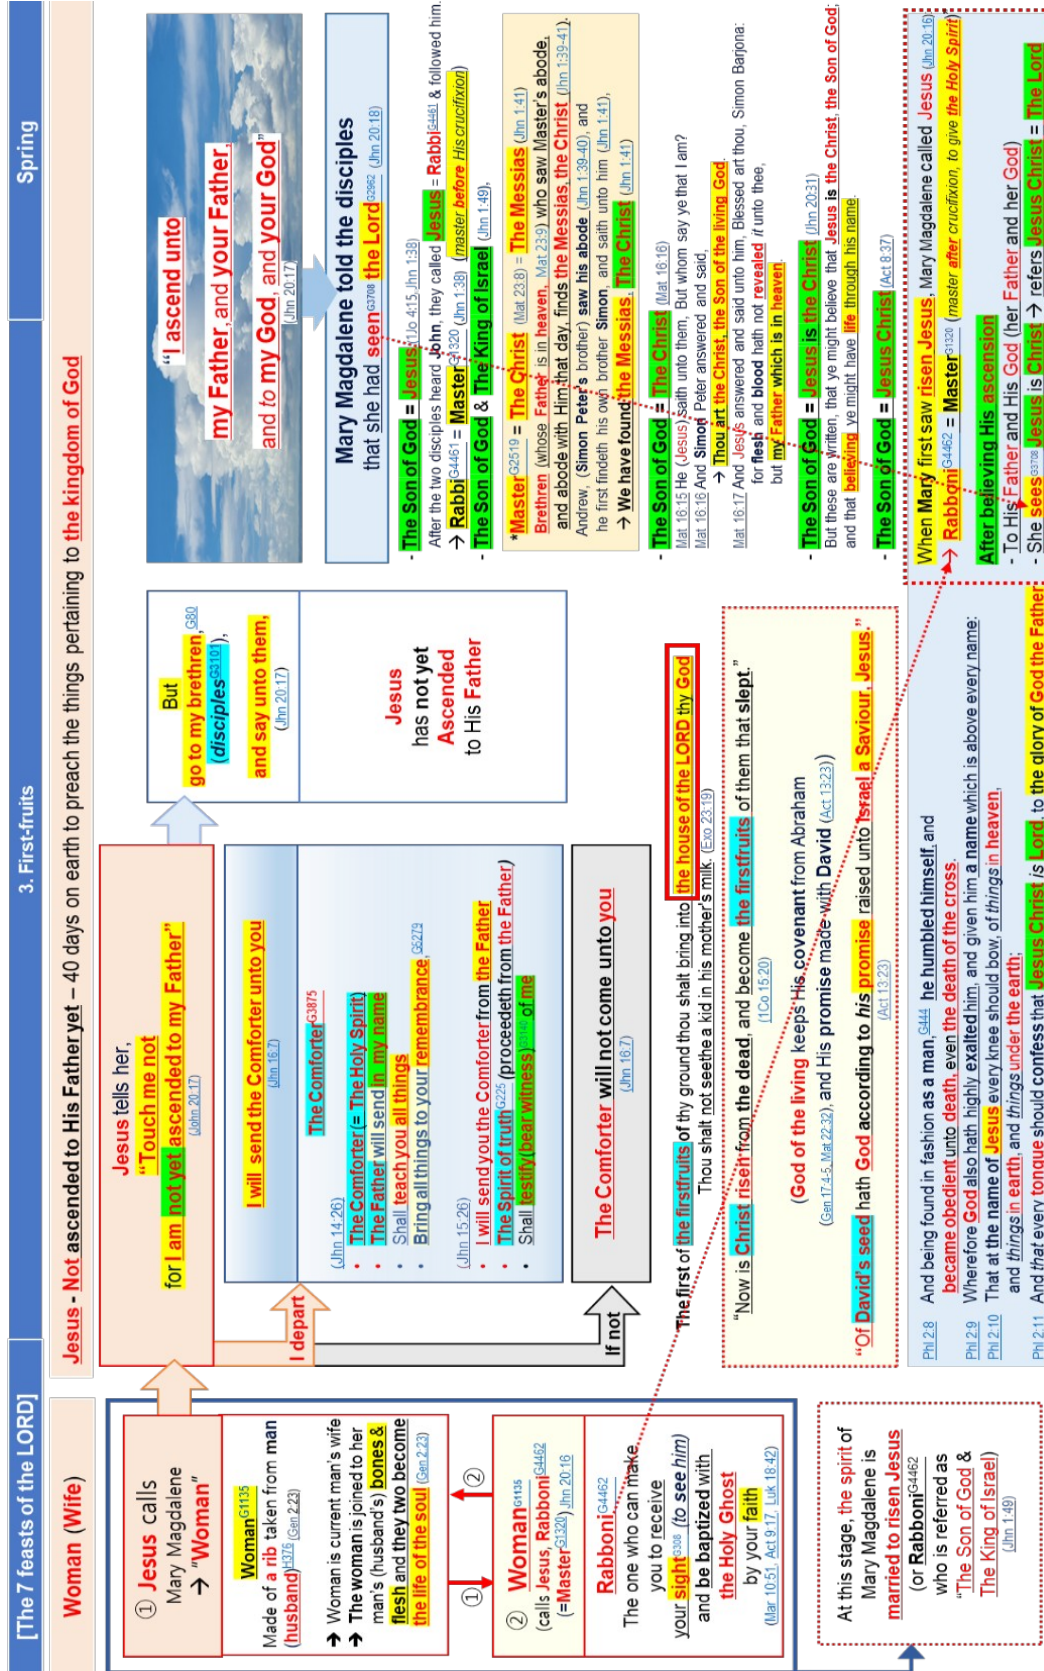 [The 7 feasts of the LORD]
3. First-fruits
Spring
Woman (Wife)
Jesus - Not ascended to His Father yet – 40 days on earth to preach the things pertaining to the kingdom of God
① Jesus calls
Mary Magdalene
→ "Woman"
Woman G1135
Made of a rib taken from man
(husband) H376 (Gen 2:23)
→ Woman is current man's wife
→ The woman is joined to her
man's (husband's) bones &
flesh and they two become
the life of the soul (Gen 2:23)
①
②
② Woman G1135
(calls Jesus, Rabboni G4462
(=Master G1320) Jhn 20:16
Rabboni G4462
The one who can make
you to receive
your sight G308 (to see him)
and be baptized with
the Holy Ghost
by your faith
(Mar 10:51, Act 9:17, Luk 18:42)
At this stage, the spirit of
Mary Magdalene is
married to risen Jesus
(or Rabboni G4462
who is referred as
"The Son of God &
The King of Israel)
(Jhn 1:49)
Jesus tells her,
"Touch me not
for I am not yet ascended to my Father"
(John 20:17)
I depart
If not
I will send the Comforter unto you
(Jhn 16:7)
The Comforter G3875
(Jhn 14:26)
• The Comforter (= The Holy Spirit)
• The Father will send in my name
• Shall teach you all things
• Bring all things to your remembrance, G5279
(Jhn 15:26)
• I will send you the Comforter from the Father
• The Spirit of truth G225 (proceedeth from the Father)
• Shall testify (bear witness) G3140 of me
The Comforter will not come unto you
(Jhn 16:7)
But
go to my brethren, G80
(disciples G3101),
and say unto them,
(Jhn 20:17)
Jesus
has not yet
Ascended
to His Father
The first of the firstfruits of thy ground thou shalt bring into the house of the LORD thy God
Thou shalt not seethe a kid in his mother's milk. (Exo 23:19)
"Now is Christ risen from the dead, and become the firstfruits of them that slept."
(1Co 15:20)
(God of the living keeps His covenant from Abraham
(Gen 17:4-5, Mat 22:32), and His promise made with David (Act 13:23))
"Of David's seed hath God according to his promise raised unto Israel a Saviour, Jesus."
(Act 13:23)
Phl 2:8 And being found in fashion as a man, G444 he humbled himself, and
became obedient unto death, even the death of the cross.
Phl 2:9 Wherefore God also hath highly exalted him, and given him a name which is above every name:
Phl 2:10 That at the name of Jesus every knee should bow, of things in heaven,
and things in earth, and things under the earth;
Phl 2:11 And that every tongue should confess that Jesus Christ is Lord, to the glory of God the Father
"I ascend unto
my Father, and your Father,
and to my God, and your God"
(Jhn 20:17)
Mary Magdalene told the disciples
that she had seen G3708 the Lord G2962 (Jhn 20:18)
- The Son of God = Jesus (1Jo 4:15, Jhn 1:38)
After the two disciples heard John, they called Jesus = Rabbi G4461 & followed him.
→ Rabbi G4461 = Master G1320 (Jhn 1:38) (master before His crucifixion)
- The Son of God & The King of Israel (Jhn 1:49),
*Master G2519 = The Christ (Mat 23:8) = The Messias (Jhn 1:41)
Brethren (whose Father is in heaven, Mat 23:9) who saw Master's abode,
and abode with Him that day, finds the Messias, the Christ (Jhn 1:39-41).
Andrew, (Simon Peter's brother) saw his abode (Jhn 1:39-40), and
he first findeth his own brother Simon, and saith unto him (Jhn 1:41),
→ We have found the Messias, The Christ (Jhn 1:41)
- The Son of God = The Christ (Mat 16:16)
Mat 16:15 He (Jesus) saith unto them, But whom say ye that I am?
Mat 16:16 And Simon Peter answered and said,
→ Thou art the Christ, the Son of the living God.
Mat 16:17 And Jesus answered and said unto him, Blessed art thou, Simon Barjona:
for flesh and blood hath not revealed it unto thee,
but my Father which is in heaven.
- The Son of God = Jesus is the Christ (Jhn 20:31)
But these are written, that ye might believe that Jesus is the Christ, the Son of God;
and that believing ye might have life through his name.
- The Son of God = Jesus Christ (Act 8:37)
When Mary first saw risen Jesus, Mary Magdalene called Jesus (Jhn 20:16)
→ Rabboni G4462 = Master G1320 (master after crucifixion, to give the Holy Spirit)
After believing His ascension
- To His Father and His God (her Father and her God)
- She sees G3708 Jesus is Christ → refers Jesus Christ = The Lord